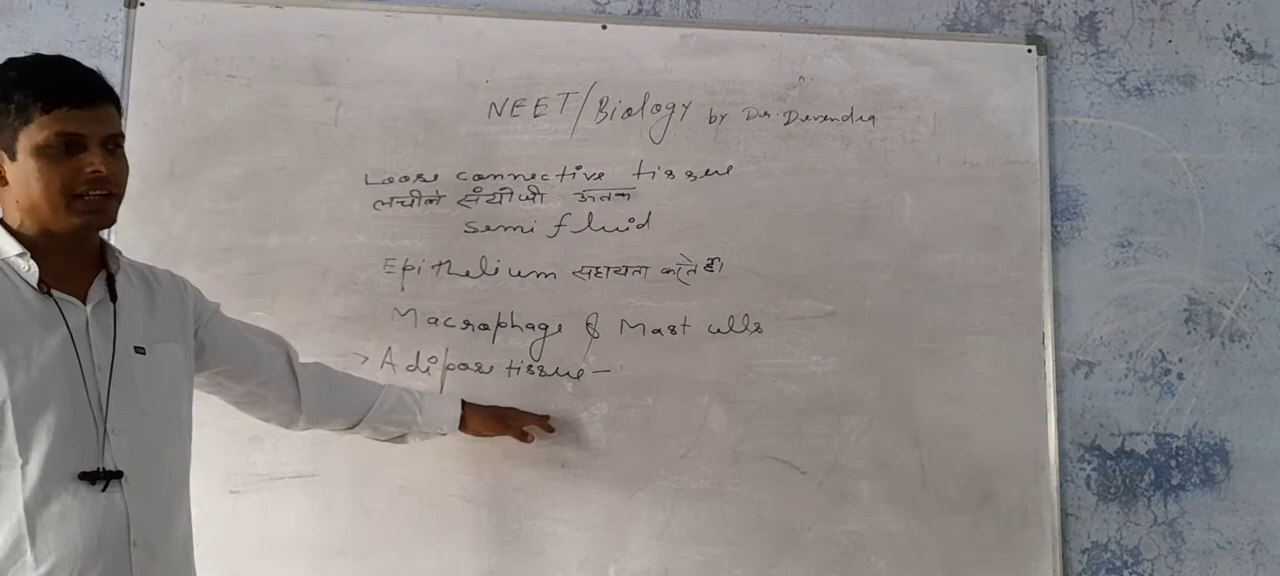 NEET/Biology by Dr. Devendra
Loose connective tissue
लचीले संयोजी ऊतक
Semi fluid
Epithelium सहायता करते हैं।
Macrophage & Mast cells
> Adipose tissue -